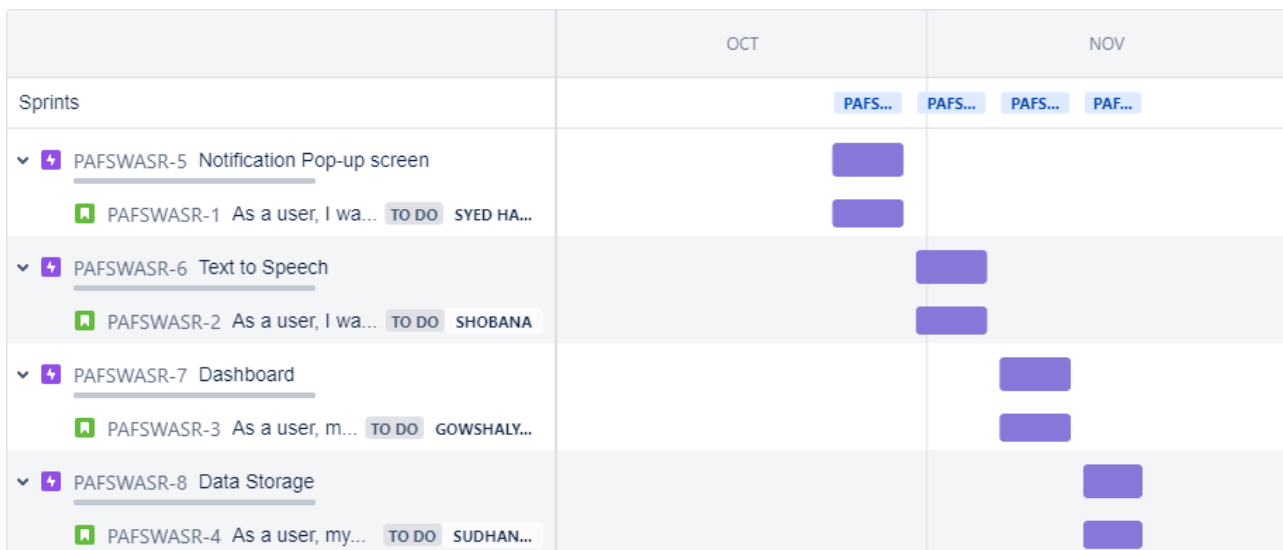 OCT NOV
Sprints PAFS... PAFS... PAFS... PAF...
PAFSWASR-5 Notification Pop-up screen
PAFSWASR-1 As a user, I wa... TO DO SYED HA...
PAFSWASR-6 Text to Speech
PAFSWASR-2 As a user, I wa... TO DO SHOBANA
PAFSWASR-7 Dashboard
PAFSWASR-3 As a user, m... TO DO GOWSHALY...
PAFSWASR-8 Data Storage
PAFSWASR-4 As a user, my... TO DO SUDHAN...